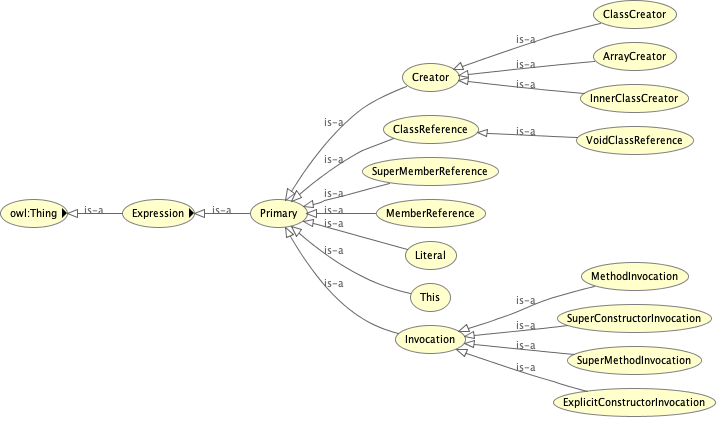 ClassCreator
is-a
ArrayCreator
is-a
Creator
is-a
InnerClassCreator
is-a
ClassReference
is-a
VoidClassReference
is-a
SuperMemberReference
is-a
owl:Thing
is-a
Expression
is-a
Primary
is-a
MemberReference
is-a
Literal
is-a
This
is-a
MethodInvocation
is-a
is-a
SuperConstructorInvocation
is-a
Invocation
is-a
SuperMethodInvocation
is-a
ExplicitConstructorInvocation